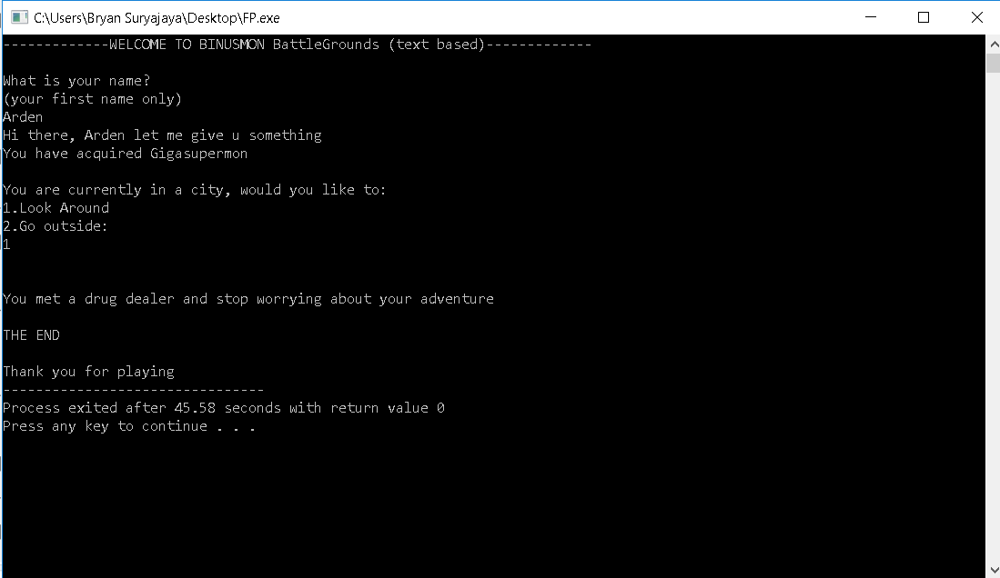 C:\Users\Bryan Suryajaya\Desktop\FP.exe
-------------WELCOME TO BINUSMON BattleGrounds (text based)-------------
What is your name?
(your first name only)
Arden
Hi there, Arden let me give u something
You have acquired Gigasupermon
You are currently in a city, would you like to:
1.Look Around
2.Go outside:
1
You met a drug dealer and stop worrying about your adventure
THE END
Thank you for playing
--------------------------------
Process exited after 45.58 seconds with return value 0
Press any key to continue . . .